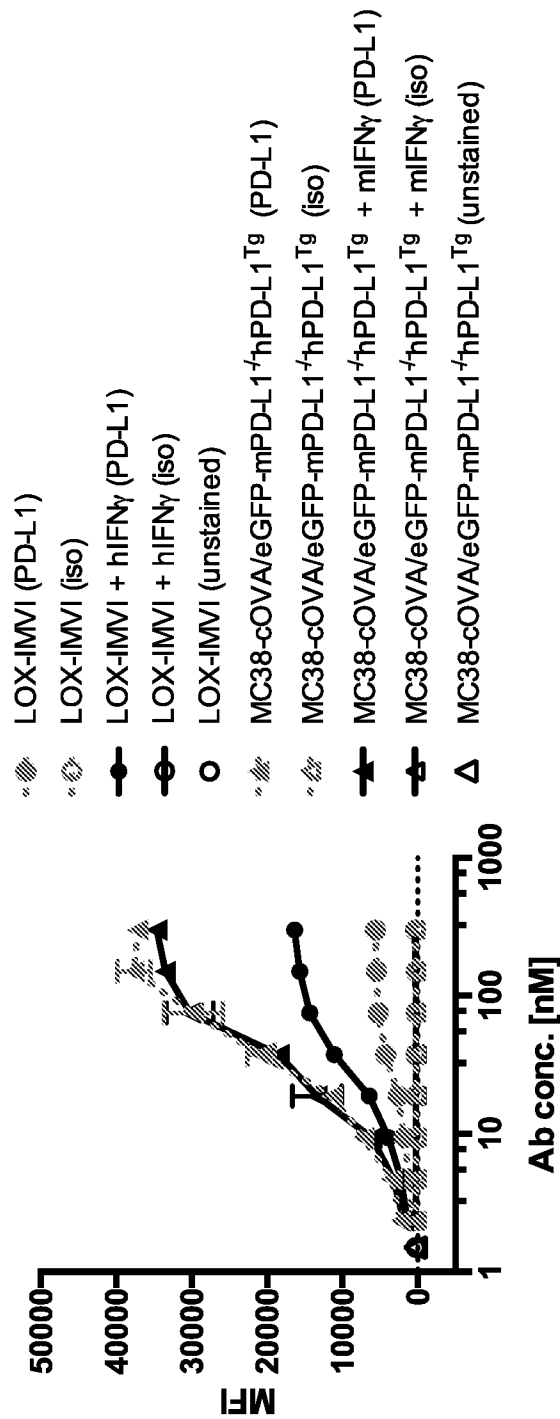 50000
40000
30000
20000
10000
0
MFI
1
10
100
1000
Ab conc. [nM]
LOX-IMVI (PD-L1)
LOX-IMVI (iso)
LOX-IMVI + hIFNγ (PD-L1)
LOX-IMVI + hIFNγ (iso)
LOX-IMVI (unstained)
MC38-cOVA/eGFP-mPD-L1⁻/⁻hPD-L1ᵀᵍ (PD-L1)
MC38-cOVA/eGFP-mPD-L1⁻/⁻hPD-L1ᵀᵍ (iso)
MC38-cOVA/eGFP-mPD-L1⁻/⁻hPD-L1ᵀᵍ + mIFNγ (PD-L1)
MC38-cOVA/eGFP-mPD-L1⁻/⁻hPD-L1ᵀᵍ + mIFNγ (iso)
MC38-cOVA/eGFP-mPD-L1⁻/⁻hPD-L1ᵀᵍ (unstained)